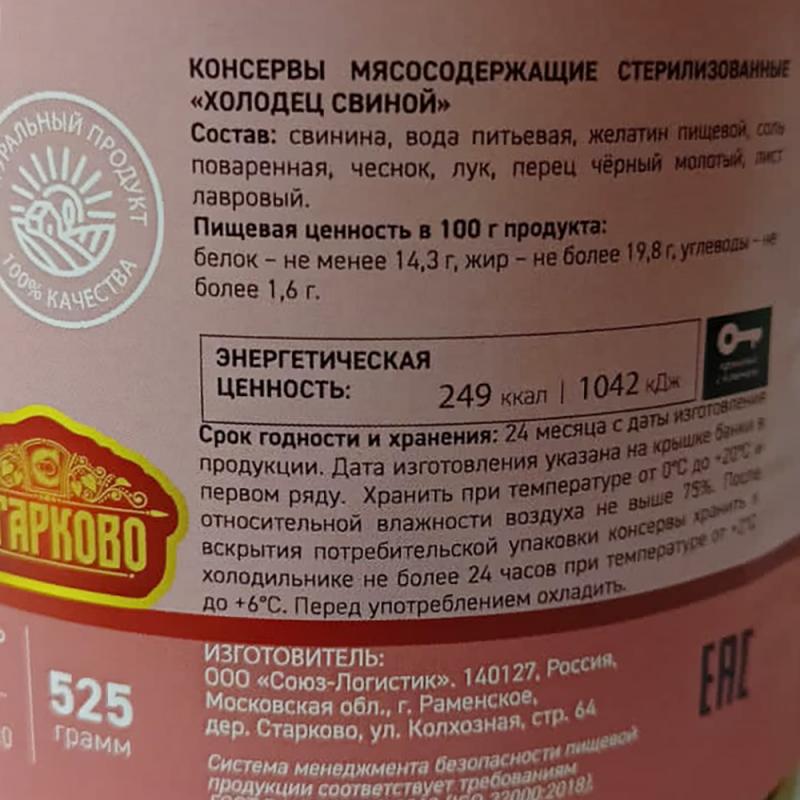 КОНСЕРВЫ МЯСОСОДЕРЖАЩИЕ СТЕРИЛИЗОВАННЫЕ
«ХОЛОДЕЦ СВИНОЙ»
Состав: свинина, вода питьевая, желатин пищевой, соль
поваренная, чеснок, лук, перец чёрный молотый, лист
лавровый.
Пищевая ценность в 100 г продукта:
белок – не менее 14,3 г, жир – не более 19,8 г, углеводы – не
более 1,6 г.
УРАЛЬНЫЙ ПРОДУКТ
100% КАЧЕСТВА
ЭНЕРГЕТИЧЕСКАЯ
ЦЕННОСТЬ: 249 ккал | 1042 кДж
Срок годности и хранения: 24 месяца с даты изготовления
продукции. Дата изготовления указана на крышке банки в
первом ряду. Хранить при температуре от 0°С до +20°С и
относительной влажности воздуха не выше 75%. После
вскрытия потребительской упаковки консервы хранить в
холодильнике не более 24 часов при температуре от +2°С
до +6°С. Перед употреблением охладить.
ТАРКОВО
525
грамм
ИЗГОТОВИТЕЛЬ:
ООО «Союз-Логистик». 140127, Россия,
Московская обл., г. Раменское,
дер. Старково, ул. Колхозная, стр. 64
Система менеджмента безопасности пищевой
продукции соответствует требованиям
(ISO 22000:2018).
ЕАС